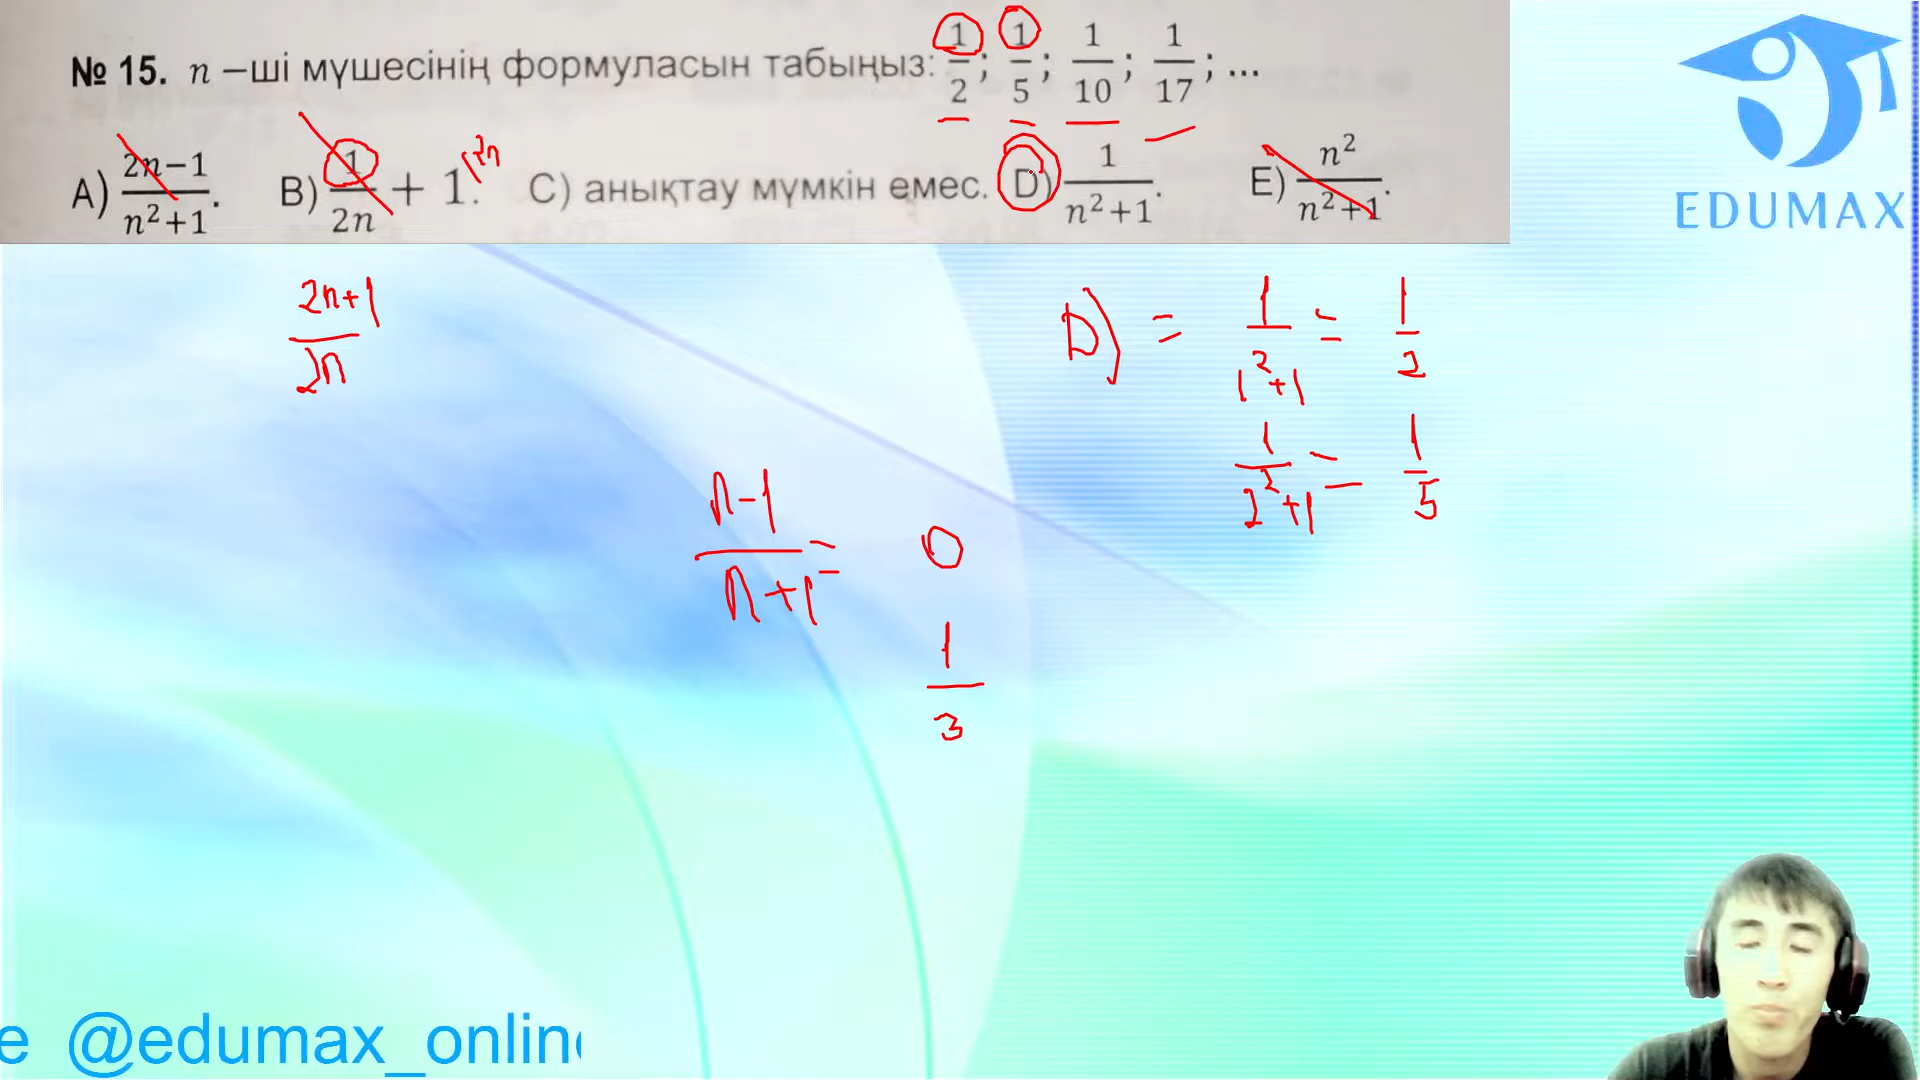 № 15. n –ші мүшесінің формуласын табыңыз: 1/2; 1/5; 1/10; 1/17; ...
A) 2n−1/n²+1. B) 1/2n + 1. C) анықтау мүмкін емес. D) 1/n²+1. E) n²/n²+1.
EDUMAX
2n+1/2n
D) = 1/1²+1 = 1/2
1/2²+1 = 1/5
n-1/n+1 = 0
1/3
e @edumax_online